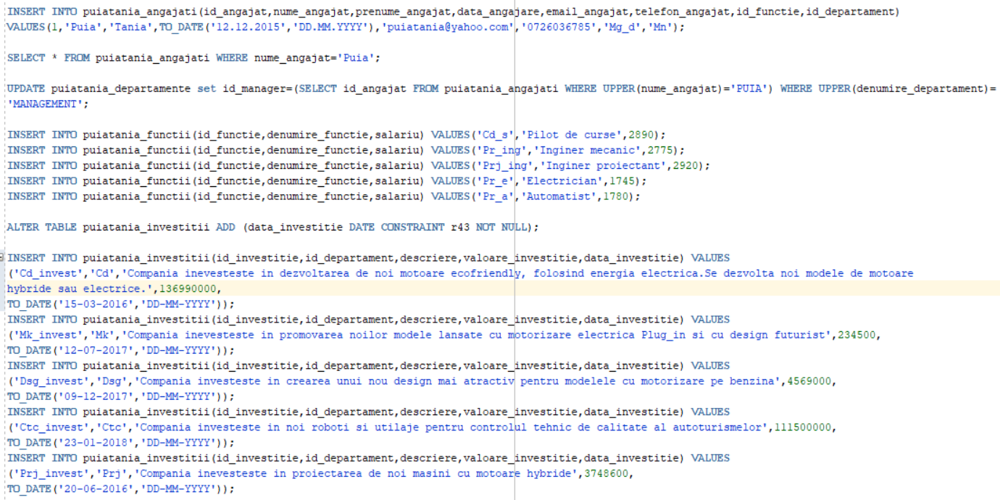 INSERT INTO puiatania_angajati(id_angajat,nume_angajat,prenume_angajat,data_angajare,email_angajat,telefon_angajat,id_functie,id_departament)
VALUES(1,'Puia','Tania',TO_DATE('12.12.2015','DD.MM.YYYY'),'puiatania@yahoo.com','0726036785','Mg_d','Mn');
SELECT * FROM puiatania_angajati WHERE nume_angajat='Puia';
UPDATE puiatania_departamente set id_manager=(SELECT id_angajat FROM puiatania_angajati WHERE UPPER(nume_angajat)='PUIA') WHERE UPPER(denumire_departament)=
'MANAGEMENT';
INSERT INTO puiatania_functii(id_functie,denumire_functie,salariu) VALUES('Cd_s','Pilot de curse',2890);
INSERT INTO puiatania_functii(id_functie,denumire_functie,salariu) VALUES('Pr_ing','Inginer mecanic',2775);
INSERT INTO puiatania_functii(id_functie,denumire_functie,salariu) VALUES('Prj_ing','Inginer proiectant',2920);
INSERT INTO puiatania_functii(id_functie,denumire_functie,salariu) VALUES('Pr_e','Electrician',1745);
INSERT INTO puiatania_functii(id_functie,denumire_functie,salariu) VALUES('Pr_a','Automatist',1780);
ALTER TABLE puiatania_investitii ADD (data_investitie DATE CONSTRAINT r43 NOT NULL);
INSERT INTO puiatania_investitii(id_investitie,id_departament,descriere,valoare_investitie,data_investitie) VALUES
('Cd_invest','Cd','Compania inevesteste in dezvoltarea de noi motoare ecofriendly, folosind energia electrica.Se dezvolta noi modele de motoare
hybride sau electrice.',136990000,
TO_DATE('15-03-2016','DD-MM-YYYY'));
INSERT INTO puiatania_investitii(id_investitie,id_departament,descriere,valoare_investitie,data_investitie) VALUES
('Mk_invest','Mk','Compania inevesteste in promovarea noilor modele lansate cu motorizare electrica Plug_in si cu design futurist',234500,
TO_DATE('12-07-2017','DD-MM-YYYY'));
INSERT INTO puiatania_investitii(id_investitie,id_departament,descriere,valoare_investitie,data_investitie) VALUES
('Dsg_invest','Dsg','Compania investeste in crearea unui nou design mai atractiv pentru modelele cu motorizare pe benzina',4569000,
TO_DATE('09-12-2017','DD-MM-YYYY'));
INSERT INTO puiatania_investitii(id_investitie,id_departament,descriere,valoare_investitie,data_investitie) VALUES
('Ctc_invest','Ctc','Compania investeste in noi roboti si utilaje pentru controlul tehnic de calitate al autoturismelor',111500000,
TO_DATE('23-01-2018','DD-MM-YYYY'));
INSERT INTO puiatania_investitii(id_investitie,id_departament,descriere,valoare_investitie,data_investitie) VALUES
('Prj_invest','Prj','Compania inevesteste in proiectarea de noi masini cu motoare hybride',3748600,
TO_DATE('20-06-2016','DD-MM-YYYY'));